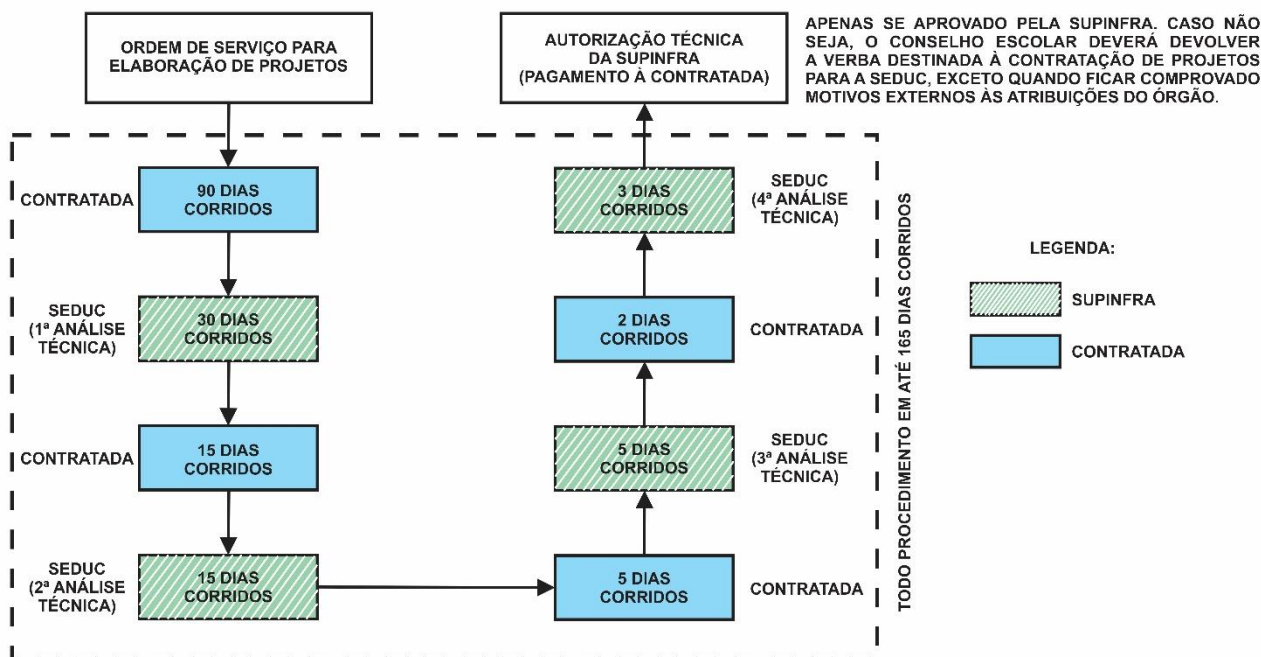 ORDEM DE SERVIÇO PARA
ELABORAÇÃO DE PROJETOS
AUTORIZAÇÃO TÉCNICA
DA SUPINFRA
(PAGAMENTO À CONTRATADA)
APENAS SE APROVADO PELA SUPINFRA. CASO NÃO
SEJA, O CONSELHO ESCOLAR DEVERÁ DEVOLVER
A VERBA DESTINADA À CONTRATAÇÃO DE PROJETOS
PARA A SEDUC, EXCETO QUANDO FICAR COMPROVADO
MOTIVOS EXTERNOS ÀS ATRIBUIÇÕES DO ÓRGÃO.
CONTRATADA
90 DIAS
CORRIDOS
SEDUC
(1ª ANÁLISE
TÉCNICA)
30 DIAS
CORRIDOS
CONTRATADA
15 DIAS
CORRIDOS
SEDUC
(2ª ANÁLISE
TÉCNICA)
15 DIAS
CORRIDOS
5 DIAS
CORRIDOS
CONTRATADA
5 DIAS
CORRIDOS
SEDUC
(3ª ANÁLISE
TÉCNICA)
2 DIAS
CORRIDOS
CONTRATADA
3 DIAS
CORRIDOS
SEDUC
(4ª ANÁLISE
TÉCNICA)
TODO PROCEDIMENTO EM ATÉ 165 DIAS CORRIDOS
LEGENDA:
SUPINFRA
CONTRATADA